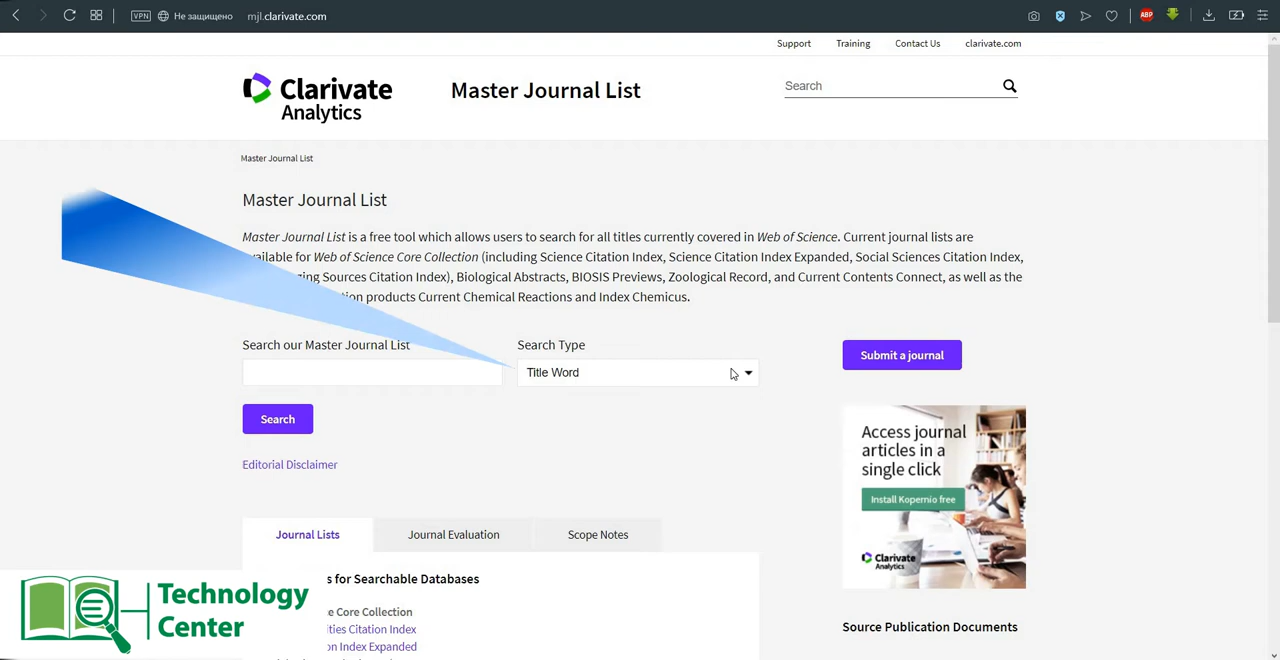 VPN Не защищено mjl.clarivate.com ABP
Support Training Contact Us clarivate.com
Clarivate
Analytics
Master Journal List
Search
Master Journal List
Master Journal List
Master Journal List is a free tool which allows users to search for all titles currently covered in Web of Science. Current journal lists are
available for Web of Science Core Collection (including Science Citation Index, Science Citation Index Expanded, Social Sciences Citation Index,
Sources Citation Index), Biological Abstracts, BIOSIS Previews, Zoological Record, and Current Contents Connect, as well as the
products Current Chemical Reactions and Index Chemicus.
Search our Master Journal List
Search Type
Title Word
Search
Submit a journal
Editorial Disclaimer
Access journal
articles in a
single click
Install Kopernio free
Clarivate
Analytics
Journal Lists Journal Evaluation Scope Notes
for Searchable Databases
Core Collection
Citation Index
Index Expanded
Technology
Center
Source Publication Documents